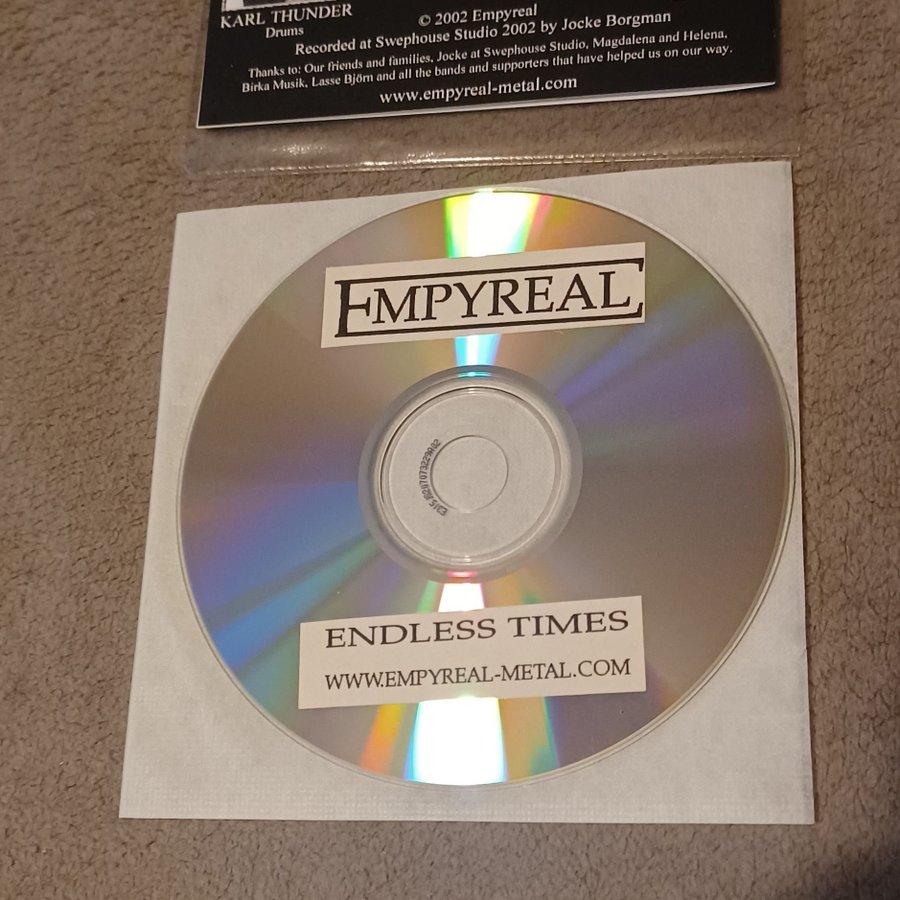 KARL THUNDER
Drums
© 2002 Empyreal
Recorded at Swephouse Studio 2002 by Jocke Borgman
Thanks to: Our friends and families, Jocke at Swephouse Studio, Magdalena and Helena,
Birka Musik, Lasse Björn and all the bands and supporters that have helped us on our way.
www.empyreal-metal.com
EMPYREAL
ENDLESS TIMES
WWW.EMPYREAL-METAL.COM